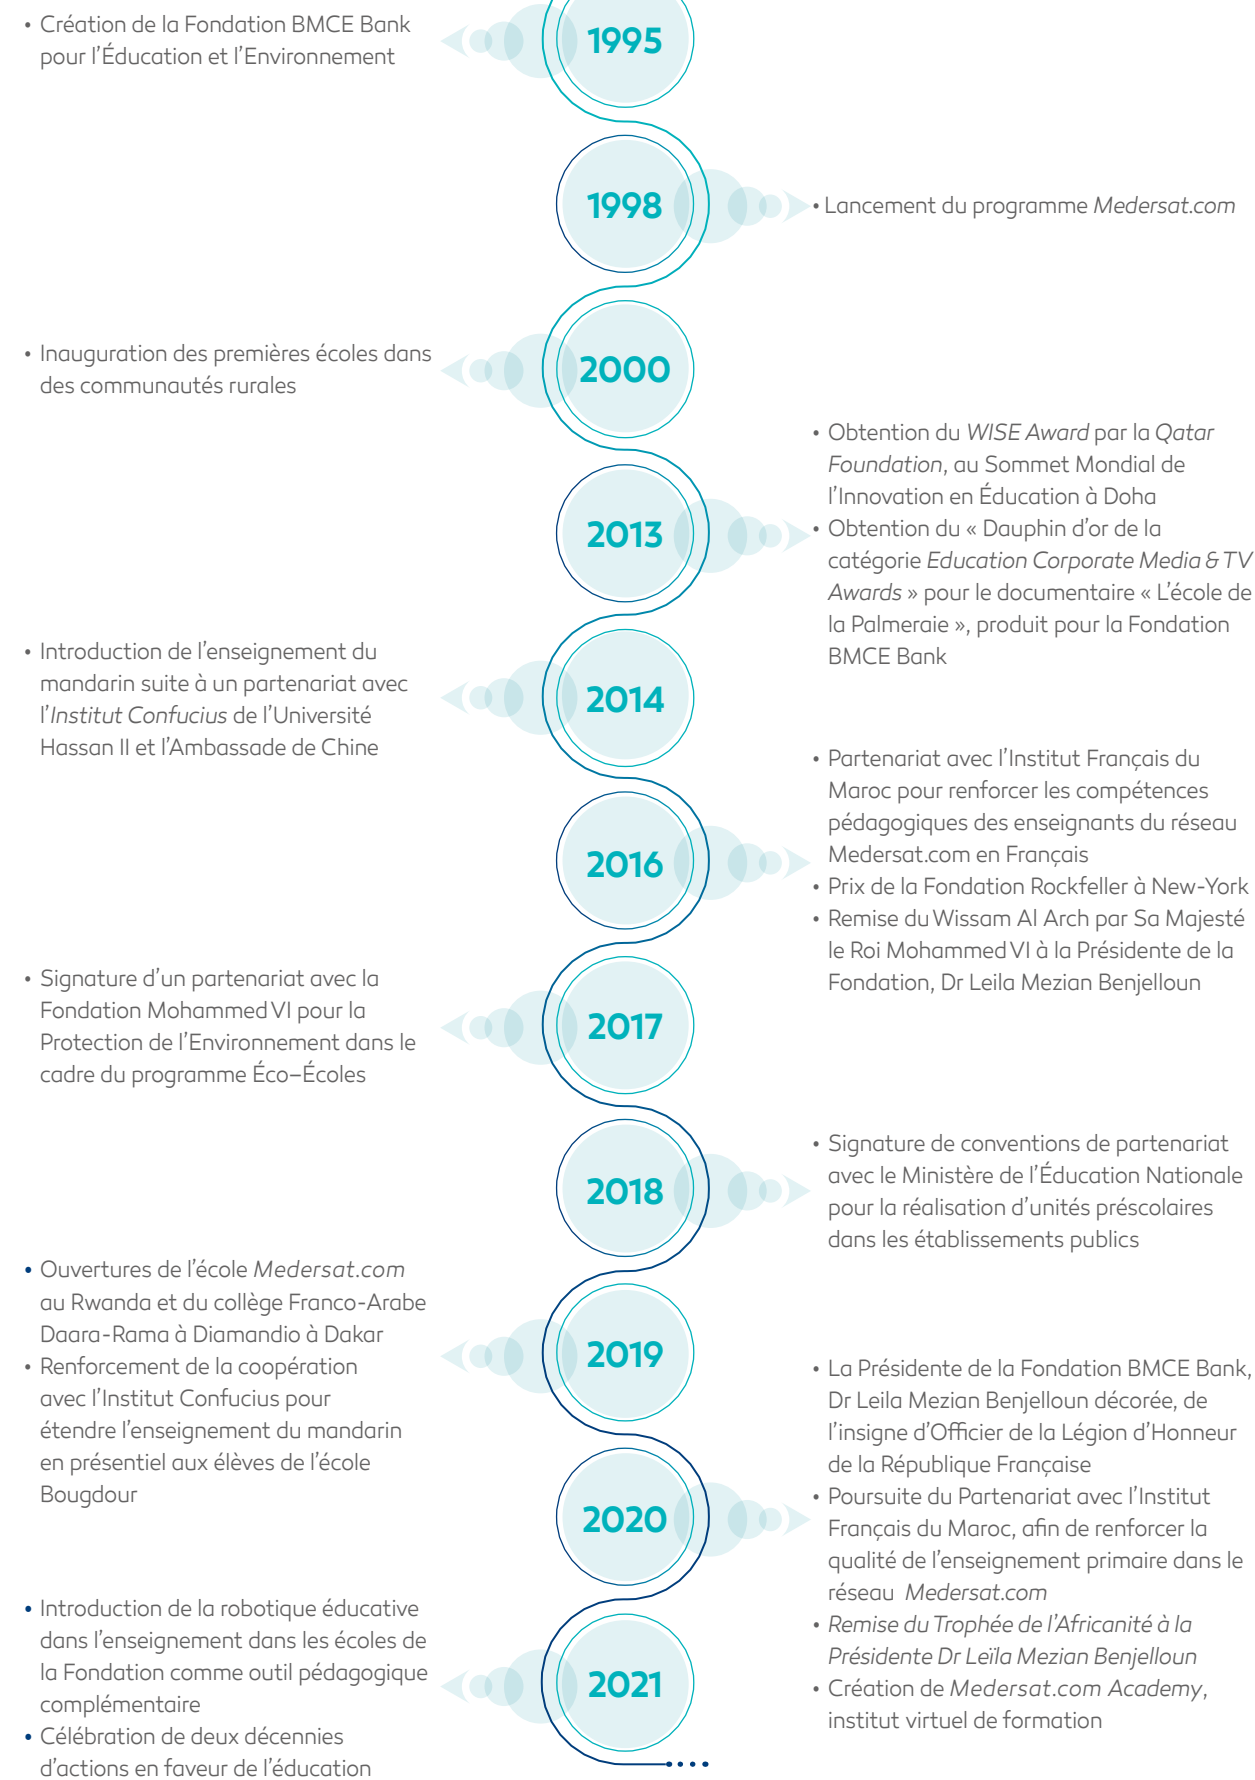 • Création de la Fondation BMCE Bank
pour l'Éducation et l'Environnement
1995
1998
• Lancement du programme Medersat.com
• Inauguration des premières écoles dans
des communautés rurales
2000
2013
• Obtention du WISE Award par la Qatar
Foundation, au Sommet Mondial de
l'Innovation en Éducation à Doha
• Obtention du « Dauphin d'or de la
catégorie Education Corporate Media & TV
Awards » pour le documentaire « L'école de
la Palmeraie », produit pour la Fondation
BMCE Bank
• Introduction de l'enseignement du
mandarin suite à un partenariat avec
l'Institut Confucius de l'Université
Hassan II et l'Ambassade de Chine
2014
2016
• Partenariat avec l'Institut Français du
Maroc pour renforcer les compétences
pédagogiques des enseignants du réseau
Medersat.com en Français
• Prix de la Fondation Rockfeller à New-York
• Remise du Wissam Al Arch par Sa Majesté
le Roi Mohammed VI à la Présidente de la
Fondation, Dr Leila Mezian Benjelloun
• Signature d'un partenariat avec la
Fondation Mohammed VI pour la
Protection de l'Environnement dans le
cadre du programme Éco–Écoles
2017
2018
• Signature de conventions de partenariat
avec le Ministère de l'Éducation Nationale
pour la réalisation d'unités préscolaires
dans les établissements publics
• Ouvertures de l'école Medersat.com
au Rwanda et du collège Franco-Arabe
Daara-Rama à Diamandio à Dakar
• Renforcement de la coopération
avec l'Institut Confucius pour
étendre l'enseignement du mandarin
en présentiel aux élèves de l'école
Bougdour
2019
2020
• La Présidente de la Fondation BMCE Bank,
Dr Leila Mezian Benjelloun décorée, de
l'insigne d'Officier de la Légion d'Honneur
de la République Française
• Poursuite du Partenariat avec l'Institut
Français du Maroc, afin de renforcer la
qualité de l'enseignement primaire dans le
réseau Medersat.com
• Remise du Trophée de l'Africanité à la
Présidente Dr Leïla Mezian Benjelloun
• Création de Medersat.com Academy,
institut virtuel de formation
• Introduction de la robotique éducative
dans l'enseignement dans les écoles de
la Fondation comme outil pédagogique
complémentaire
• Célébration de deux décennies
d'actions en faveur de l'éducation
2021